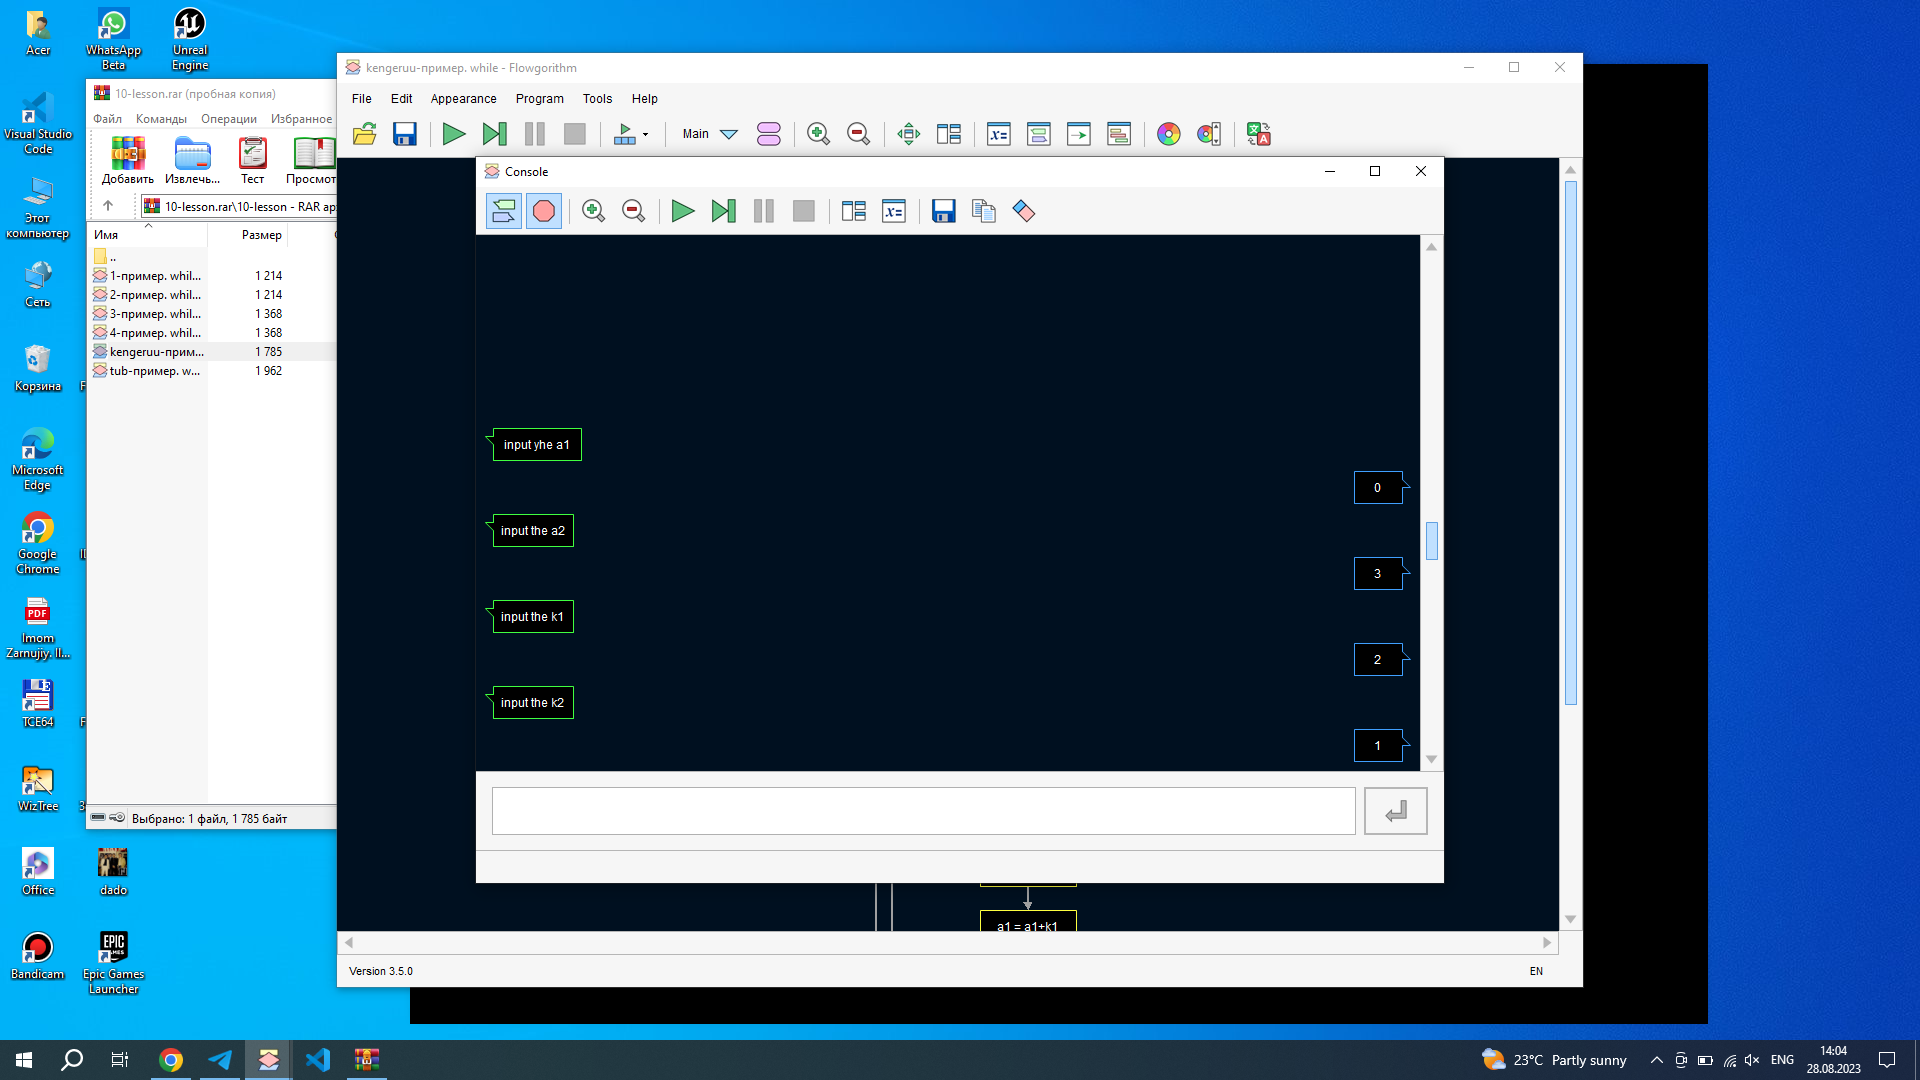 Acer
WhatsApp
Beta
Unreal
Engine
Visual Studio
Code
Этот
компьютер
Сеть
Корзина
Microsoft
Edge
Google
Chrome
PDF
Imom
Zarnujiy. Il...
TCE64
WizTree
Office
dado
Bandicam
EPIC
GAMES
Epic Games
Launcher
10-lesson.rar (пробная копия)
Файл Команды Операции Избранное
Добавить Извлечь... Тест Просмот
10-lesson.rar\10-lesson - RAR ар
Имя Размер
..
1-пример. whil... 1 214
2-пример. whil... 1 214
3-пример. whil... 1 368
4-пример. whil... 1 368
kengeruu-прим... 1 785
tub-пример. w... 1 962
Выбрано: 1 файл, 1 785 байт
kengeruu-пример. while - Flowgorithm
File Edit Appearance Program Tools Help
Main
Console
input yhe a1
0
input the a2
3
input the k1
2
input the k2
1
a1 = a1+k1
Version 3.5.0
EN
23°C Partly sunny
ENG
14:04
28.08.2023